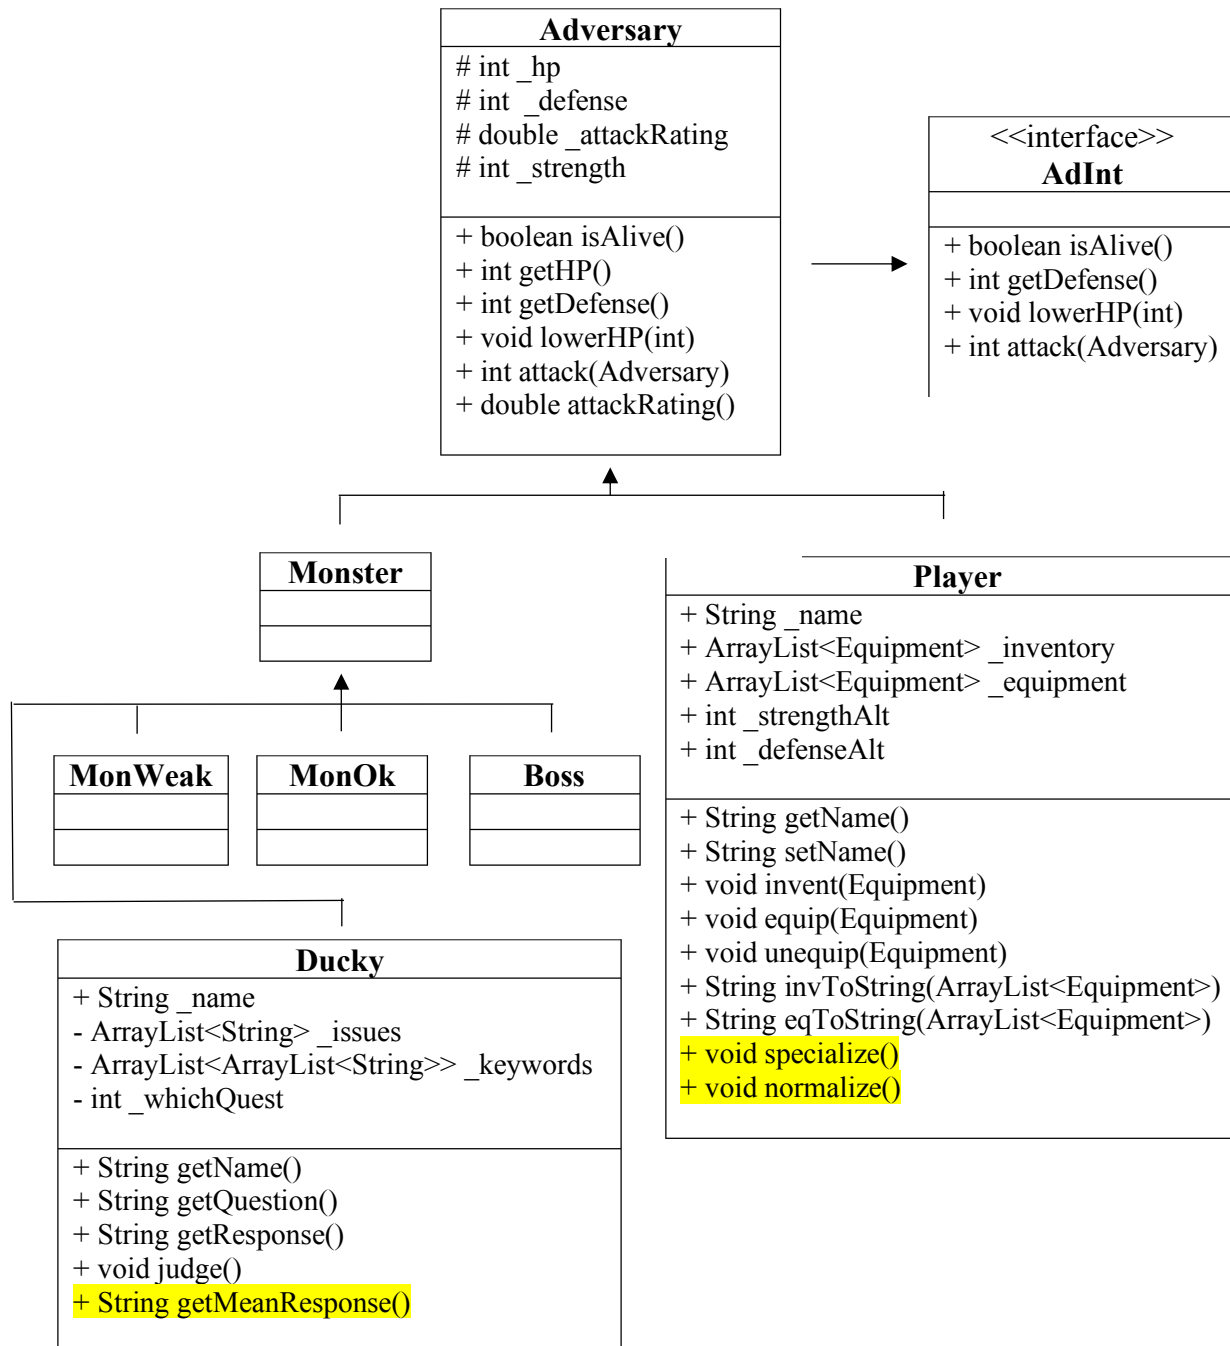 Adversary
# int _hp
# int _defense
# double _attackRating
# int _strength
+ boolean isAlive()
+ int getHP()
+ int getDefense()
+ void lowerHP(int)
+ int attack(Adversary)
+ double attackRating()
<<interface>>
AdInt
+ boolean isAlive()
+ int getDefense()
+ void lowerHP(int)
+ int attack(Adversary)
Monster
MonWeak
MonOk
Boss
Player
+ String _name
+ ArrayList<Equipment> _inventory
+ ArrayList<Equipment> _equipment
+ int _strengthAlt
+ int _defenseAlt
+ String getName()
+ String setName()
+ void invent(Equipment)
+ void equip(Equipment)
+ void unequip(Equipment)
+ String invToString(ArrayList<Equipment>)
+ String eqToString(ArrayList<Equipment>)
+ void specialize()
+ void normalize()
Ducky
+ String _name
- ArrayList<String> _issues
- ArrayList<ArrayList<String>> _keywords
- int _whichQuest
+ String getName()
+ String getQuestion()
+ String getResponse()
+ void judge()
+ String getMeanResponse()